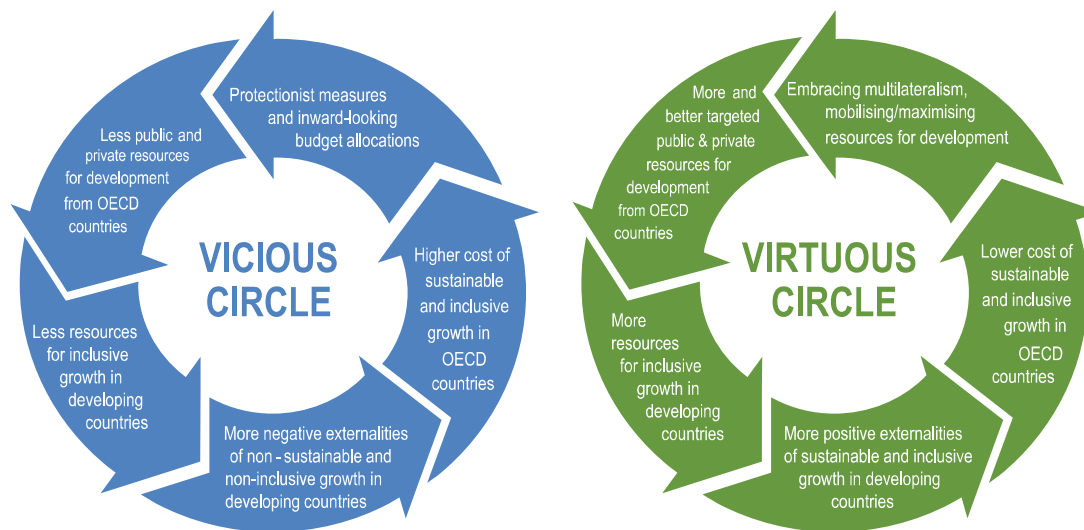 Protectionist measures
and inward-looking
budget allocations
Less public and
private resources
for development
from OECD
countries
Less resources
for inclusive
growth in
developing
countries
More negative externalities
of non - sustainable and
non-inclusive growth in
developing countries
Higher cost of
sustainable
and inclusive
growth in
OECD
countries
VICIOUS
CIRCLE
Embracing multilateralism,
mobilising/maximising
resources for development
More and
better targeted
public & private
resources for
development
from OECD
countries
More
resources
for inclusive
growth in
developing
countries
More positive externalities
of sustainable and inclusive
growth in developing
countries
Lower cost of
sustainable
and inclusive
growth in
OECD
countries
VIRTUOUS
CIRCLE